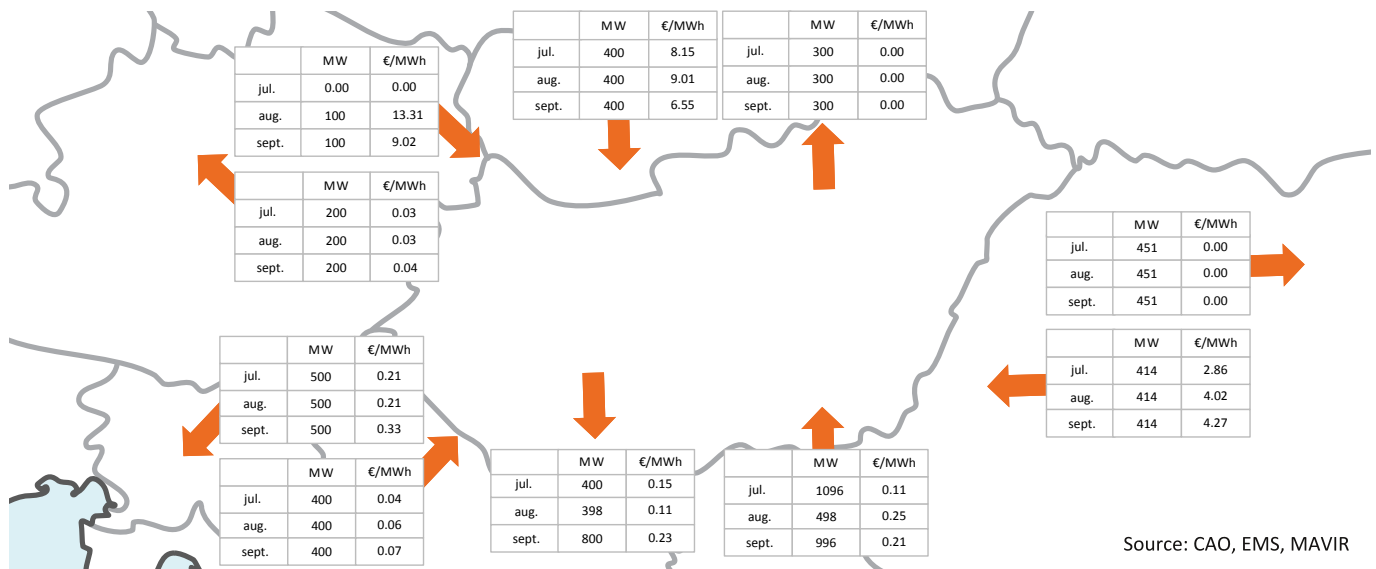 MW €/MWh
jul. 0.00 0.00
aug. 100 13.31
sept. 100 9.02
MW €/MWh
jul. 200 0.03
aug. 200 0.03
sept. 200 0.04
MW €/MWh
jul. 400 8.15
aug. 400 9.01
sept. 400 6.55
MW €/MWh
jul. 300 0.00
aug. 300 0.00
sept. 300 0.00
MW €/MWh
jul. 451 0.00
aug. 451 0.00
sept. 451 0.00
MW €/MWh
jul. 414 2.86
aug. 414 4.02
sept. 414 4.27
MW €/MWh
jul. 500 0.21
aug. 500 0.21
sept. 500 0.33
MW €/MWh
jul. 400 0.04
aug. 400 0.06
sept. 400 0.07
MW €/MWh
jul. 400 0.15
aug. 398 0.11
sept. 800 0.23
MW €/MWh
jul. 1096 0.11
aug. 498 0.25
sept. 996 0.21
Source: CAO, EMS, MAVIR